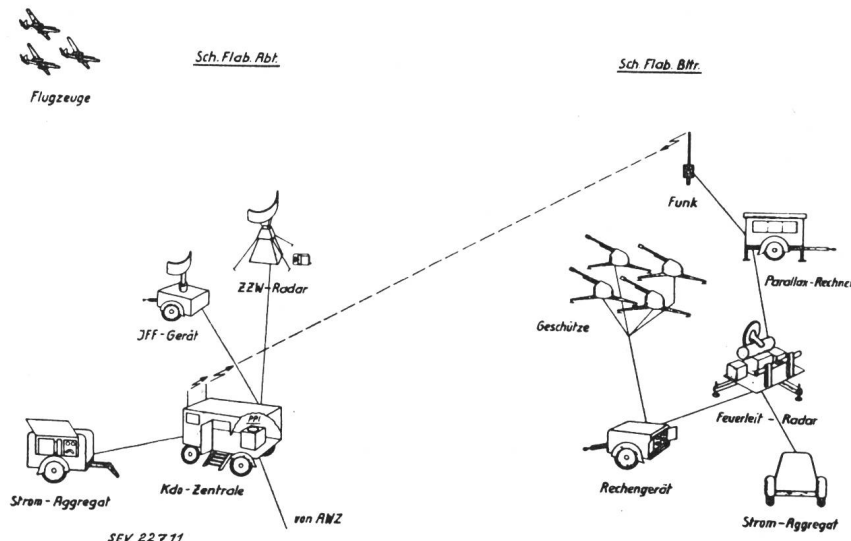 Sch. Flab. Abt.
Sch. Flab. Bttr.
Flugzeuge
Funk
ZZW-Radar
Parallax-Rechner
JFF-Gerät
Geschütze
PPI
Feuerleit-Radar
Strom-Aggregat
Kdo-Zentrale
Rechengerät
von AWZ
Strom-Aggregat
SEV 22711